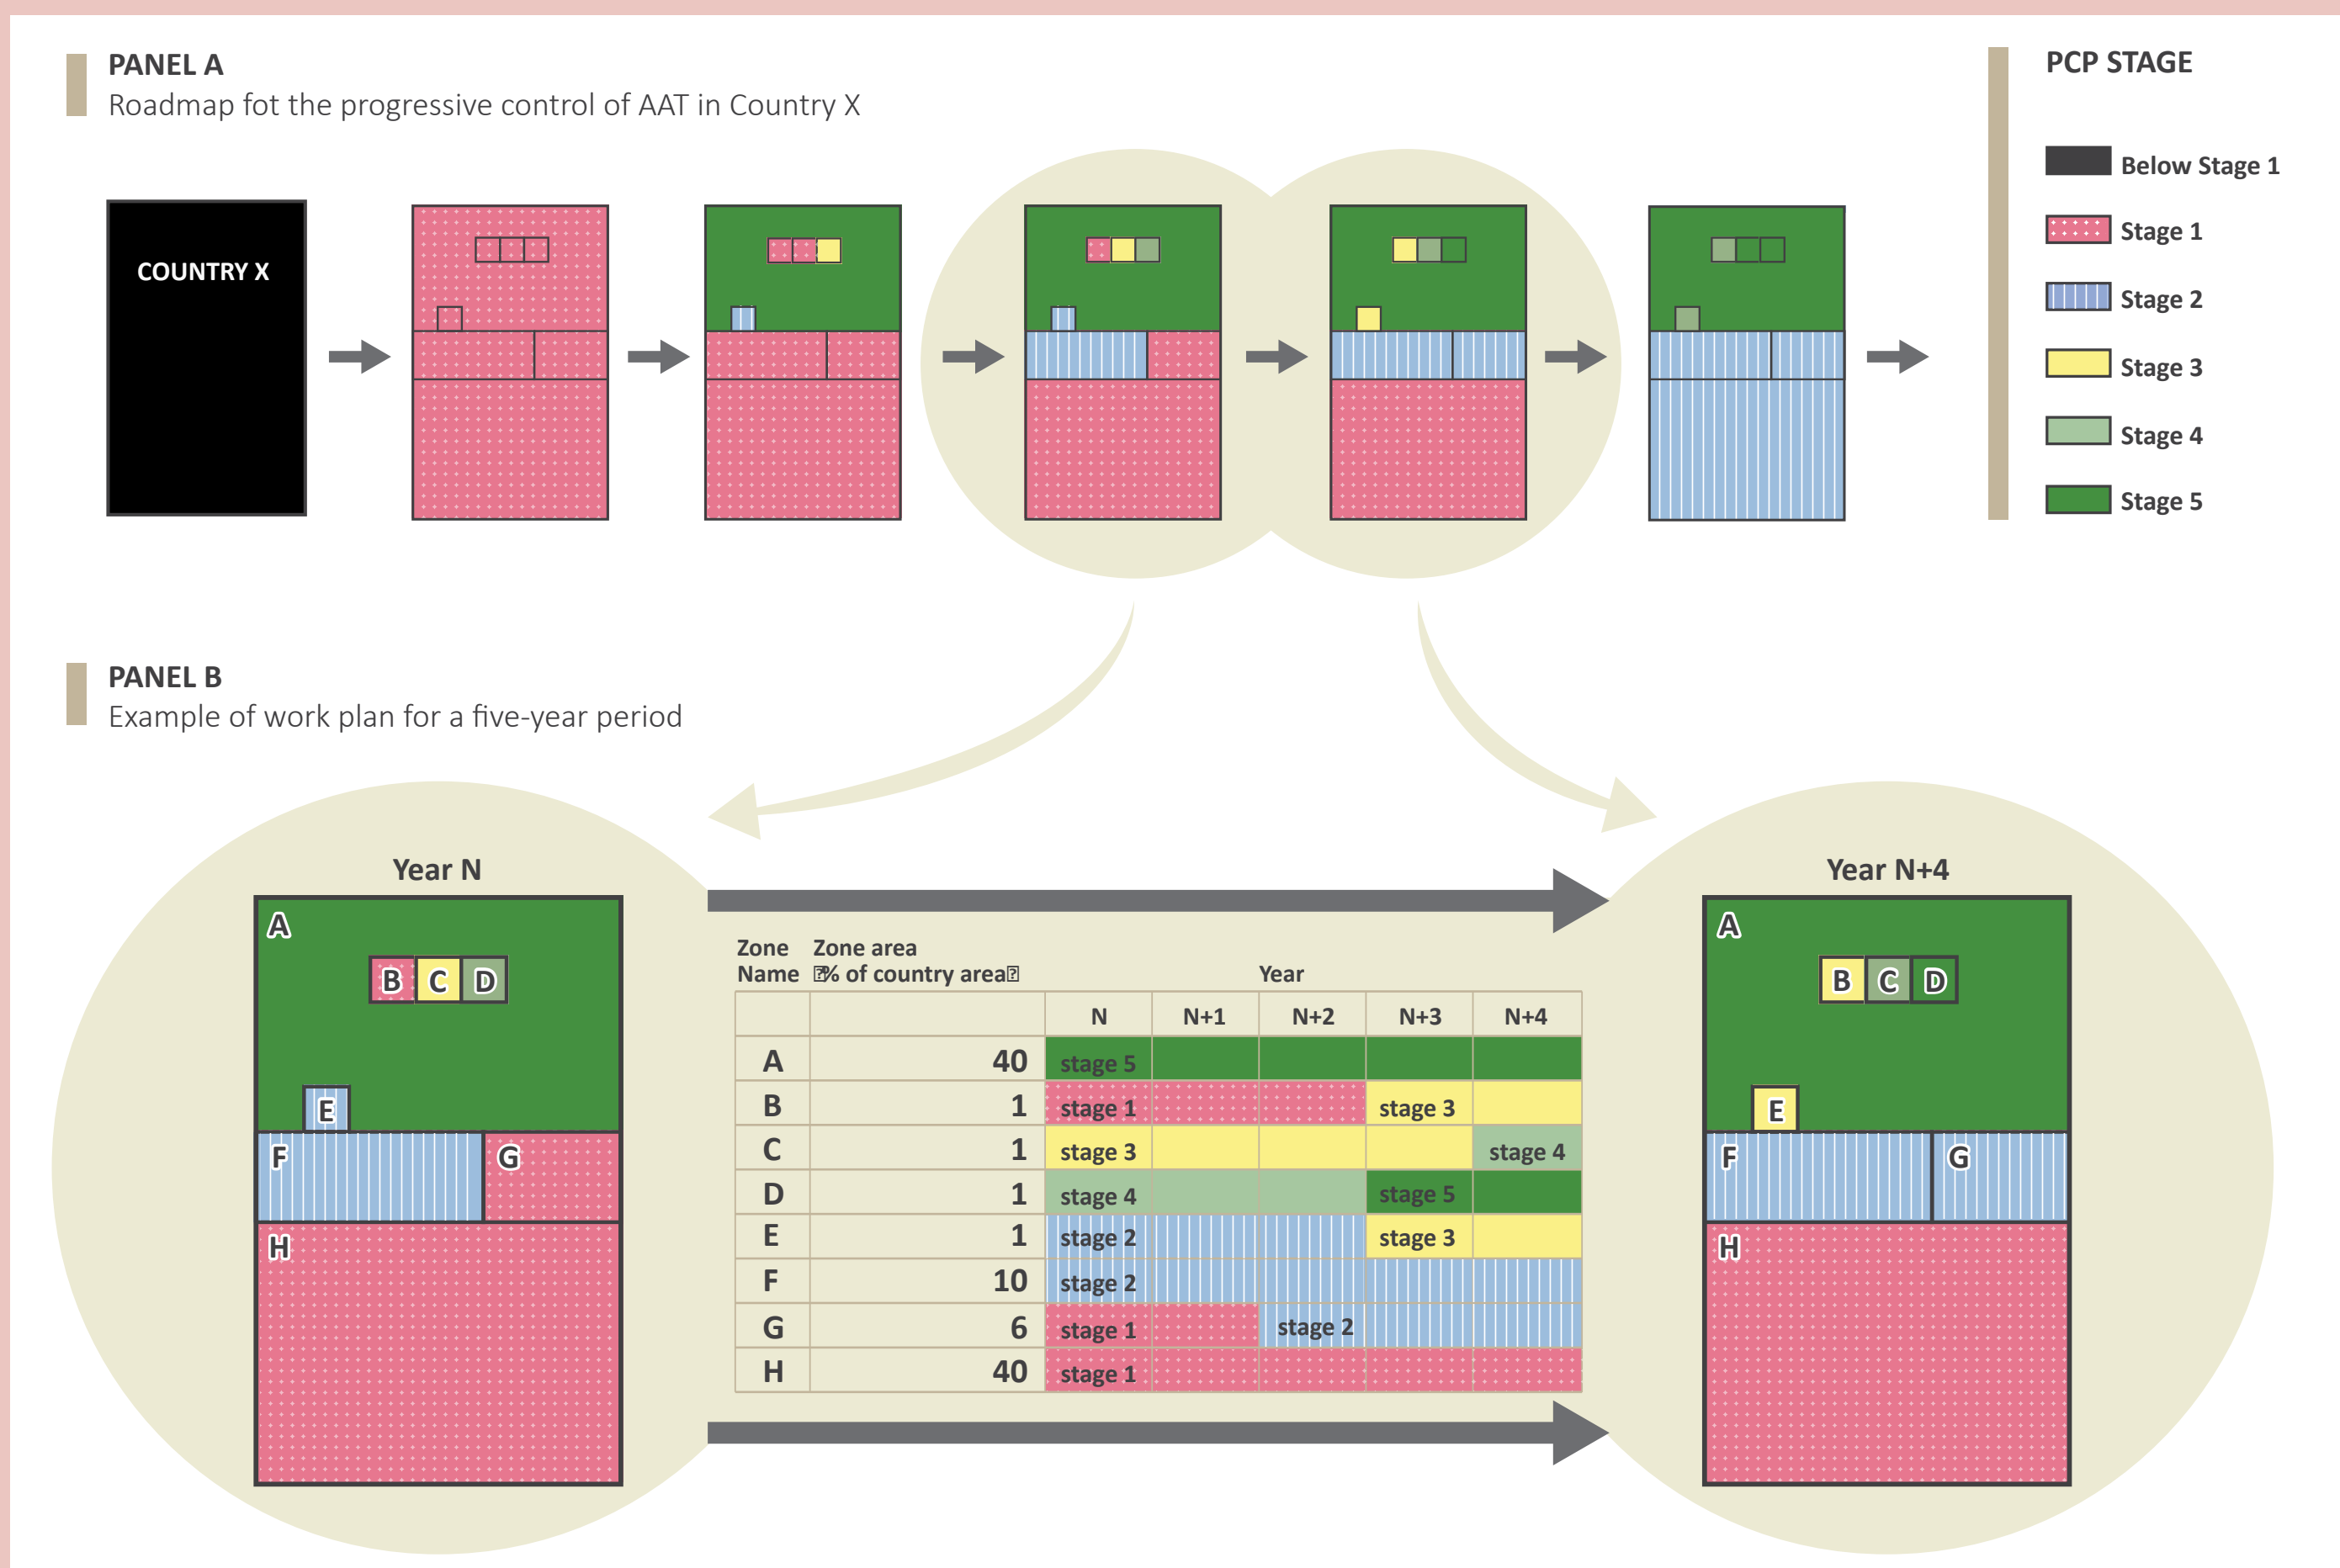 PANEL A
Roadmap fot the progressive control of AAT in Country X
PCP STAGE
Below Stage 1
Stage 1
Stage 2
Stage 3
Stage 4
Stage 5
COUNTRY X
PANEL B
Example of work plan for a five-year period
Year N
A
B C D
E
F G
H
Zone Name Zone area
% of country area
Year
N N+1 N+2 N+3 N+4
A 40 stage 5
B 1 stage 1 stage 3
C 1 stage 3 stage 4
D 1 stage 4 stage 5
E 1 stage 2 stage 3
F 10 stage 2
G 6 stage 1 stage 2
H 40 stage 1
Year N+4
A
B C D
E
F G
H